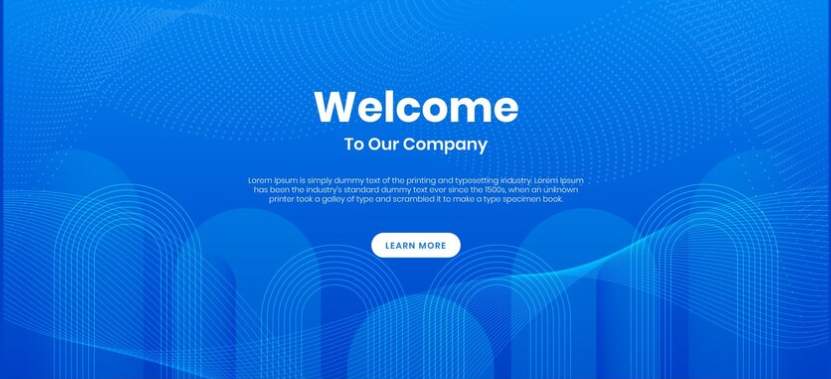 Welcome
To Our Company
Lorem Ipsum is simply dummy text of the printing and typesetting industry. Lorem Ipsum
has been the industry's standard dummy text ever since the 1500s, when an unknown
printer took a galley of type and scrambled it to make a type specimen book.
LEARN MORE